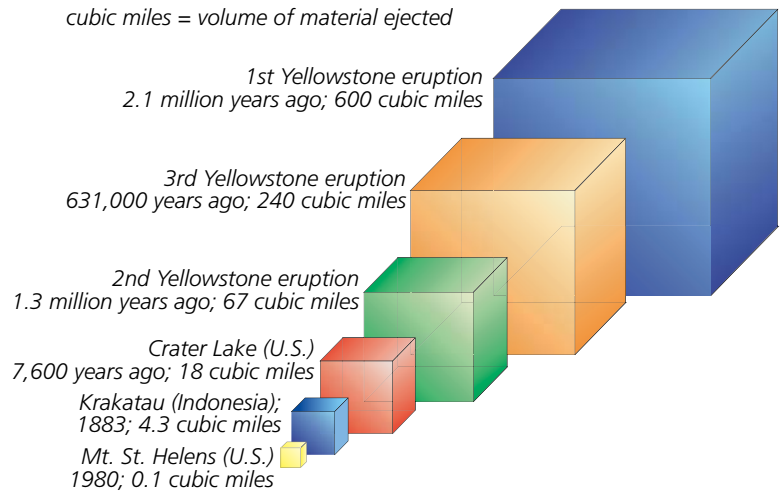 cubic miles = volume of material ejected
1st Yellowstone eruption
2.1 million years ago; 600 cubic miles
3rd Yellowstone eruption
631,000 years ago; 240 cubic miles
2nd Yellowstone eruption
1.3 million years ago; 67 cubic miles
Crater Lake (U.S.)
7,600 years ago; 18 cubic miles
Krakatau (Indonesia);
1883; 4.3 cubic miles
Mt. St. Helens (U.S.)
1980; 0.1 cubic miles